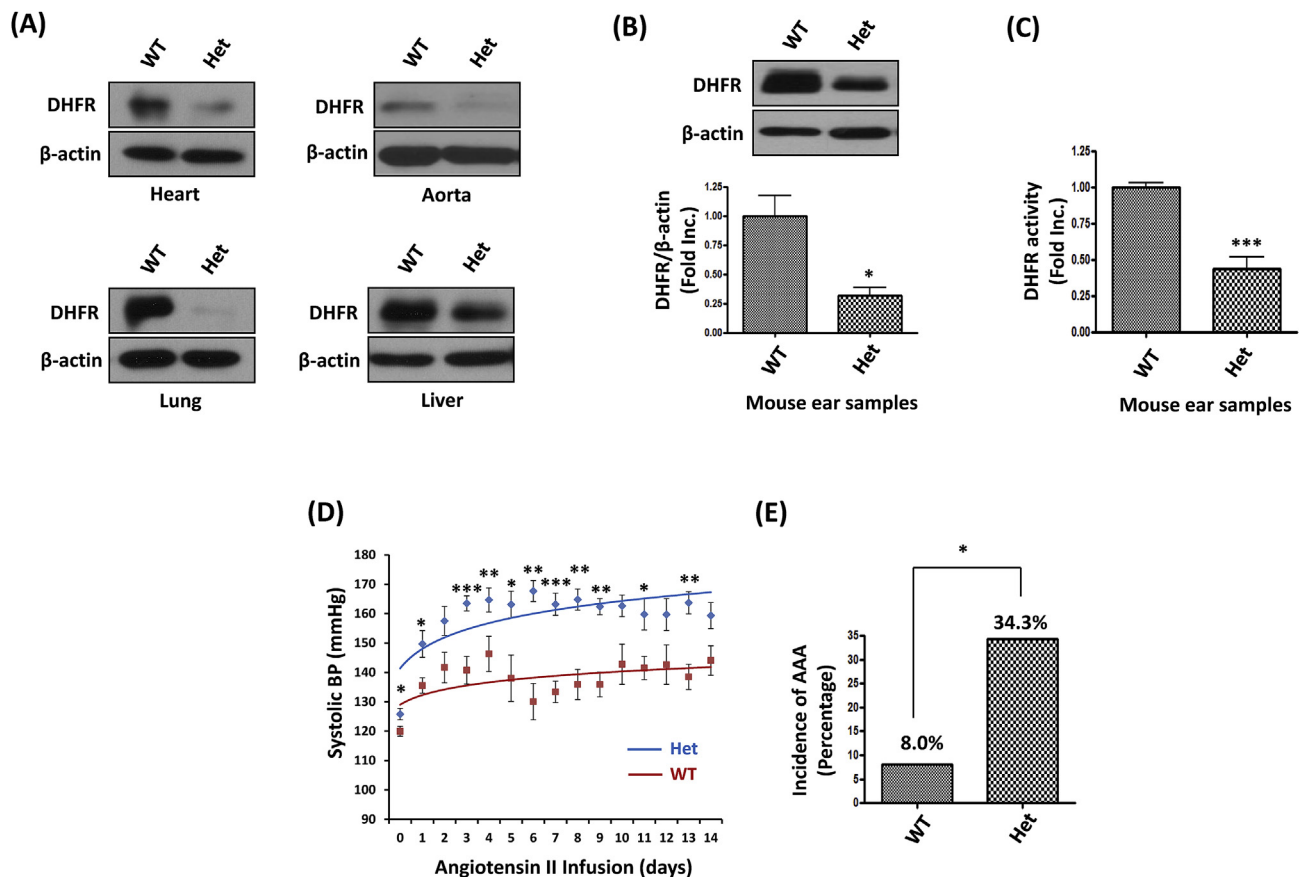 (A)
WT Het
DHFR
β-actin
Heart
WT Het
DHFR
β-actin
Aorta
WT Het
DHFR
β-actin
Lung
WT Het
DHFR
β-actin
Liver
(B)
WT Het
DHFR
β-actin
DHFR/β-actin
(Fold Inc.)
1.25
1.00
0.75
0.50
0.25
0.00
*
WT Het
Mouse ear samples
(C)
DHFR activity
(Fold Inc.)
1.25
1.00
0.75
0.50
0.25
0.00
***
WT Het
Mouse ear samples
(D)
Systolic BP (mmHg)
180
170
160
150
140
130
120
110
100
90
* * *** ** * ** *** ** ** * **
Het
WT
0 1 2 3 4 5 6 7 8 9 10 11 12 13 14
Angiotensin II Infusion (days)
(E)
*
Incidence of AAA
(Percentage)
35
30
25
20
15
10
5
0
8.0%
34.3%
WT Het